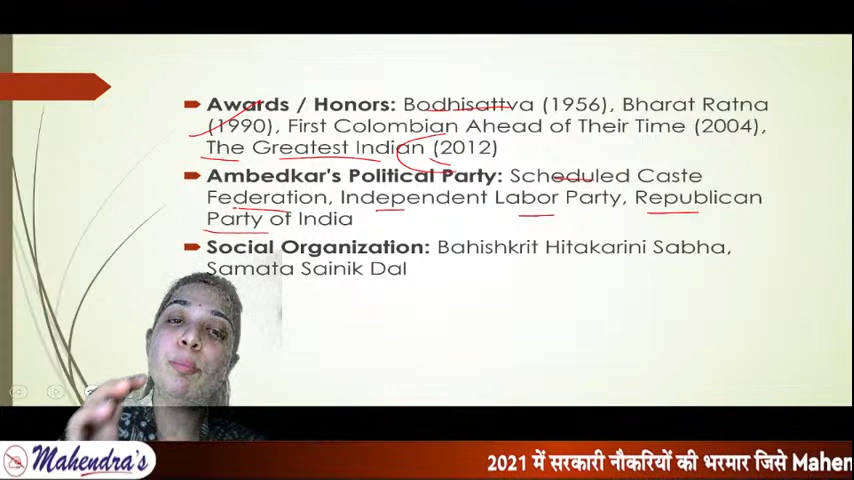 Awards / Honors: Bodhisattva (1956), Bharat Ratna
(1990), First Colombian Ahead of Their Time (2004),
The Greatest Indian (2012)
Ambedkar's Political Party: Scheduled Caste
Federation, Independent Labor Party, Republican
Party of India
Social Organization: Bahishkrit Hitakarini Sabha,
Samata Sainik Dal
Mahendra's
2021 में सरकारी नौकरियों की भरमार जिसे Mahen